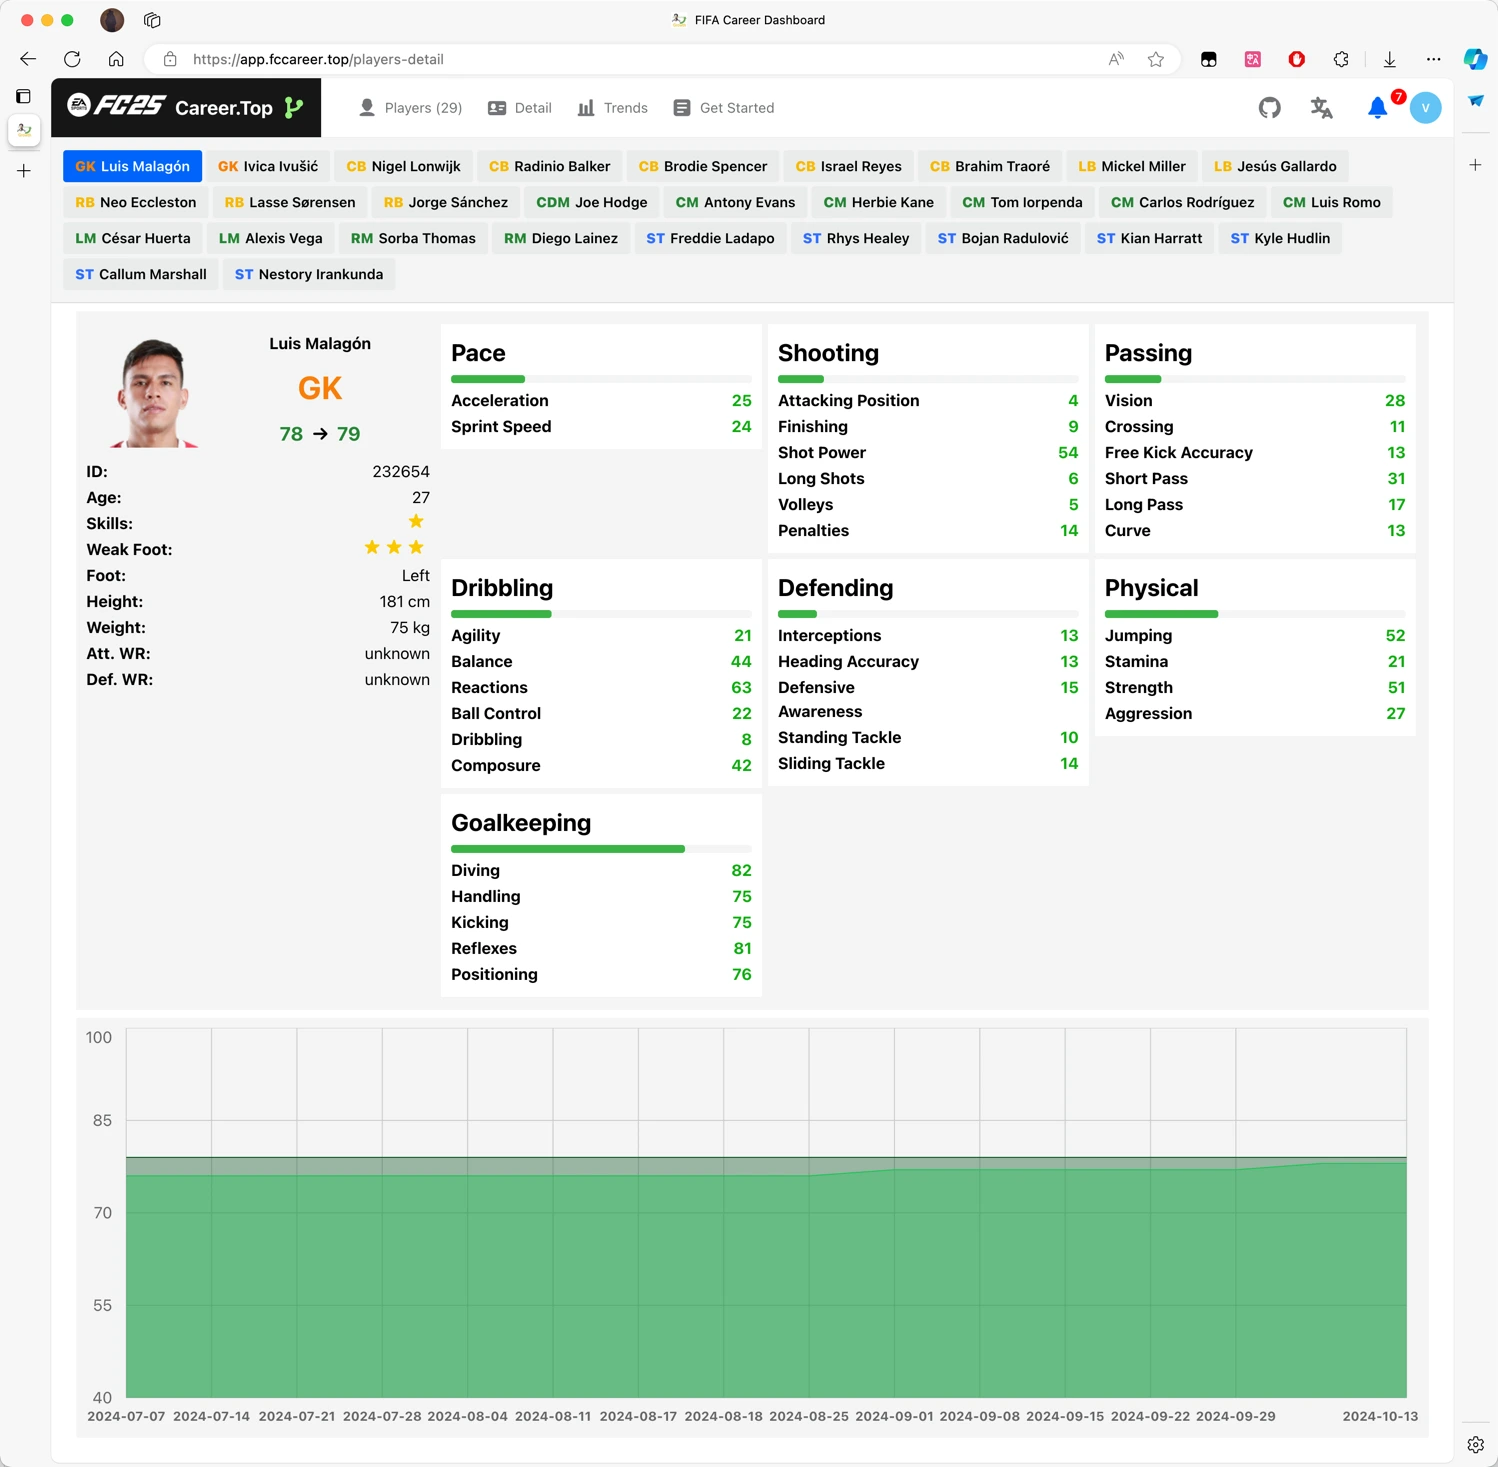 FIFA Career Dashboard
https://app.fccareer.top/players-detail
EA SPORTS FC25 Career.Top
Players (29)
Detail
Trends
Get Started
7
V
GK Luis Malagón
GK Ivica Ivušić
CB Nigel Lonwijk
CB Radinio Balker
CB Brodie Spencer
CB Israel Reyes
CB Brahim Traoré
LB Mickel Miller
LB Jesús Gallardo
RB Neo Eccleston
RB Lasse Sørensen
RB Jorge Sánchez
CDM Joe Hodge
CM Antony Evans
CM Herbie Kane
CM Tom Iorpenda
CM Carlos Rodríguez
CM Luis Romo
LM César Huerta
LM Alexis Vega
RM Sorba Thomas
RM Diego Lainez
ST Freddie Ladapo
ST Rhys Healey
ST Bojan Radulović
ST Kian Harratt
ST Kyle Hudlin
ST Callum Marshall
ST Nestory Irankunda
Luis Malagón
GK
78 → 79
ID: 232654
Age: 27
Skills:
Weak Foot:
Foot: Left
Height: 181 cm
Weight: 75 kg
Att. WR: unknown
Def. WR: unknown
Pace
Acceleration 25
Sprint Speed 24
Shooting
Attacking Position 4
Finishing 9
Shot Power 54
Long Shots 6
Volleys 5
Penalties 14
Passing
Vision 28
Crossing 11
Free Kick Accuracy 13
Short Pass 31
Long Pass 17
Curve 13
Dribbling
Agility 21
Balance 44
Reactions 63
Ball Control 22
Dribbling 8
Composure 42
Defending
Interceptions 13
Heading Accuracy 13
Defensive 15
Awareness
Standing Tackle 10
Sliding Tackle 14
Physical
Jumping 52
Stamina 21
Strength 51
Aggression 27
Goalkeeping
Diving 82
Handling 75
Kicking 75
Reflexes 81
Positioning 76
100
85
70
55
40
2024-07-07 2024-07-14 2024-07-21 2024-07-28 2024-08-04 2024-08-11 2024-08-17 2024-08-18 2024-08-25 2024-09-01 2024-09-08 2024-09-15 2024-09-22 2024-09-29 2024-10-13